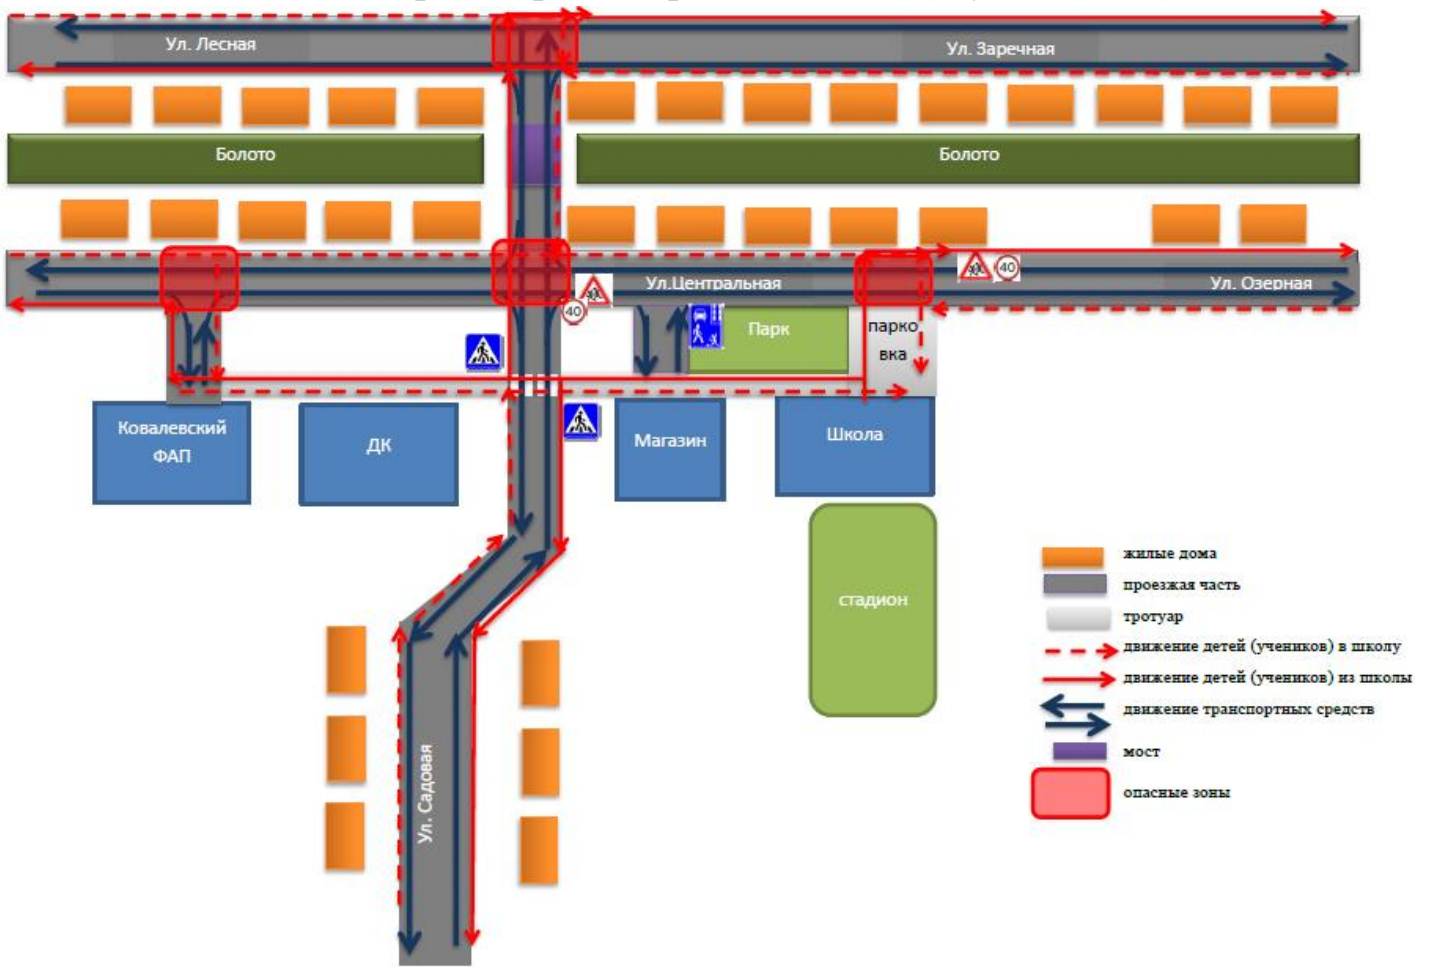 Ул. Лесная
Ул. Заречная
Болото
Болото
Ул.Центральная
Ул. Озерная
40
40
Парк
парко
вка
Ковалевский
ФАП
ДК
Магазин
Школа
стадион
Ул. Садовая
жилые дома
проезжая часть
тротуар
движение детей (учеников) в школу
движение детей (учеников) из школы
движение транспортных средств
мост
опасные зоны